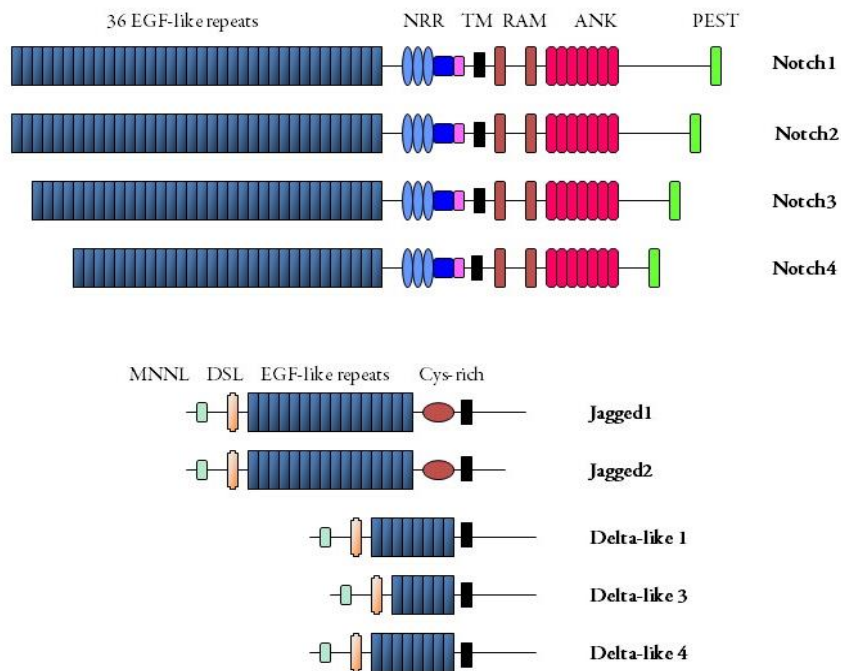 36 EGF-like repeats NRR TM RAM ANK PEST
Notch1
Notch2
Notch3
Notch4
MNNL DSL EGF-like repeats Cys-rich
Jagged1
Jagged2
Delta-like 1
Delta-like 3
Delta-like 4